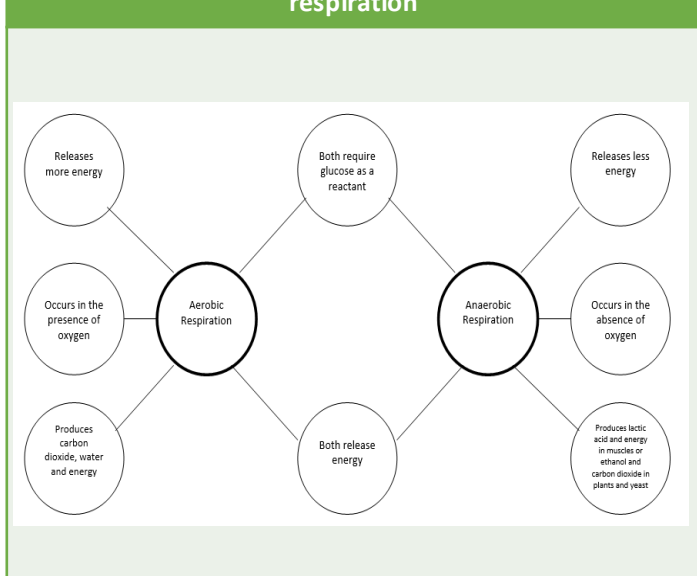 respiration
Releases
more energy
Both require
glucose as a
reactant
Releases less
energy
Occurs in the
presence of
oxygen
Aerobic
Respiration
Anaerobic
Respiration
Occurs in the
absence of
oxygen
Produces
carbon
dioxide, water
and energy
Both release
energy
Produces lactic
acid and energy
in muscles or
ethanol and
carbon dioxide in
plants and yeast